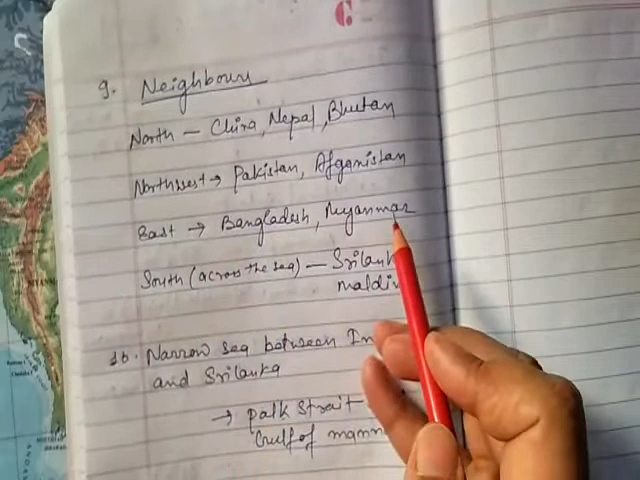 9. Neighbours
North - China, Nepal, Bhutan
Northwest → Pakistan, Afganistan
East → Bangladesh, Myanmar
South (across the sea) - Srilank
maldiv
10. Narrow sea between In
and Srilanka
→ palk Strait
Gulf of mann